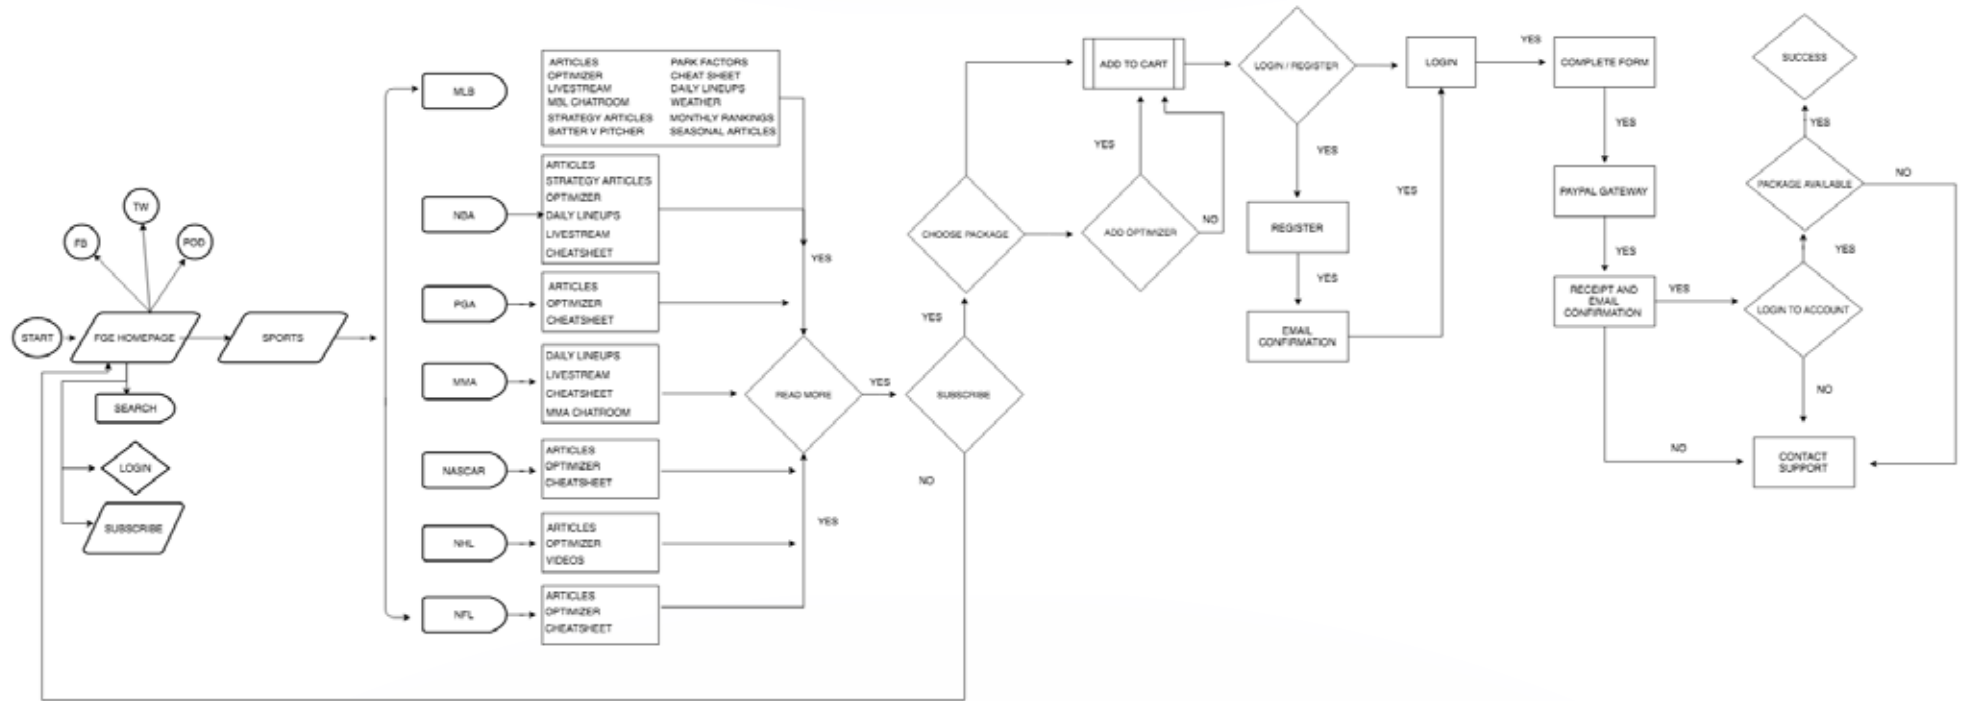 START
FGE HOMEPAGE
FB
TW
POD
SEARCH
LOGIN
SUBSCRIBE
SPORTS
MLB
ARTICLES
OPTIMIZER
LIVESTREAM
MBL CHATROOM
STRATEGY ARTICLES
BATTER V PITCHER
PARK FACTORS
CHEAT SHEET
DAILY LINEUPS
WEATHER
MONTHLY RANKINGS
SEASONAL ARTICLES
NBA
ARTICLES
STRATEGY ARTICLES
OPTIMIZER
DAILY LINEUPS
LIVESTREAM
CHEATSHEET
PGA
ARTICLES
OPTIMIZER
CHEATSHEET
MMA
DAILY LINEUPS
LIVESTREAM
CHEATSHEET
MMA CHATROOM
NASCAR
ARTICLES
OPTIMIZER
CHEATSHEET
NHL
ARTICLES
OPTIMIZER
VIDEOS
NFL
ARTICLES
OPTIMIZER
CHEATSHEET
YES
YES
READ MORE
YES
SUBSCRIBE
NO
YES
CHOOSE PACKAGE
ADD OPTIMIZER
YES
NO
ADD TO CART
LOGIN / REGISTER
YES
REGISTER
YES
EMAIL
CONFIRMATION
YES
LOGIN
YES
COMPLETE FORM
YES
PAYPAL GATEWAY
YES
RECEIPT AND
EMAIL
CONFIRMATION
YES
NO
LOGIN TO ACCOUNT
YES
NO
PACKAGE AVAILABLE
YES
NO
SUCCESS
CONTACT
SUPPORT